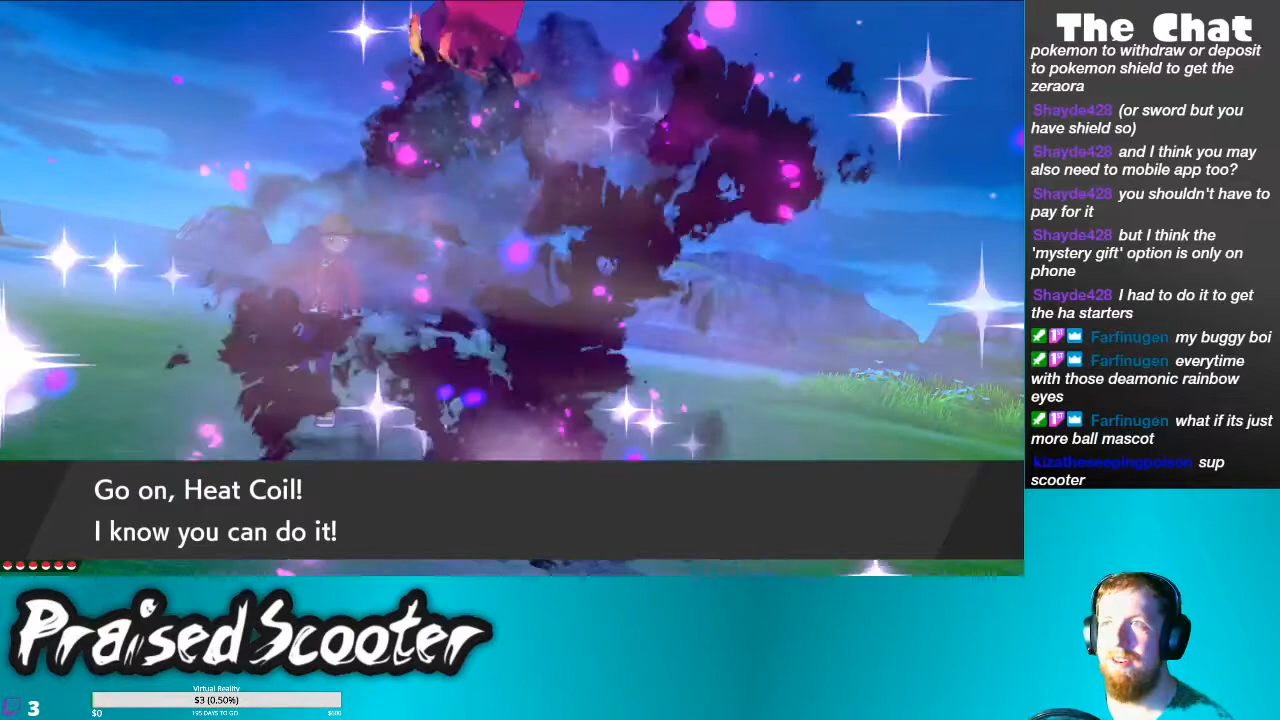 The Chat
pokemon to withdraw or deposit
to pokemon shield to get the
zeraora
Shayde428 (or sword but you
have shield so)
Shayde428 and I think you may
also need to mobile app too?
Shayde428 you shouldn't have to
pay for it
Shayde428 but I think the
'mystery gift' option is only on
phone
Shayde428 I had to do it to get
the ha starters
Farfinugen my buggy boi
Farfinugen everytime
with those deamonic rainbow
eyes
Farfinugen what if its just
more ball mascot
kizatheseepingpoison sup
scooter
Go on, Heat Coil!
I know you can do it!
PraisedScooter
3
Virtual Reality
$3 (0.50%)
$0
195 DAYS TO GO